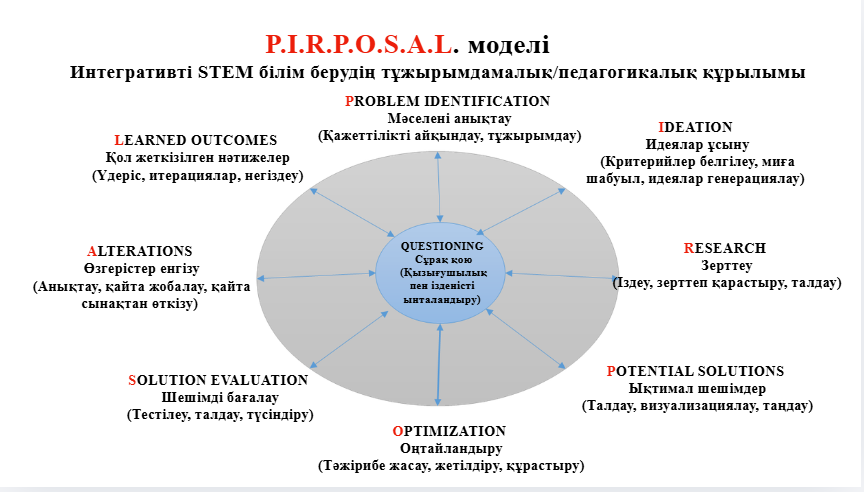 P.I.R.P.O.S.A.L. моделі
Интегративті STEM білім берудің тұжырымдамалық/педагогикалық құрылымы
PROBLEM IDENTIFICATION
Мәселені анықтау
(Қажеттілікті айқындау, тұжырымдау)
IDEATION
Идеялар ұсыну
(Критерийлер белгілеу, миға
шабуыл, идеялар генерациялау)
RESEARCH
Зерттеу
(Іздеу, зерттеп қарастыру, талдау)
POTENTIAL SOLUTIONS
Ықтимал шешімдер
(Талдау, визуализациялау, таңдау)
OPTIMIZATION
Оңтайландыру
(Тәжірибе жасау, жетілдіру, құрастыру)
SOLUTION EVALUATION
Шешімді бағалау
(Тестілеу, талдау, түсіндіру)
ALTERATIONS
Өзгерістер енгізу
(Анықтау, қайта жобалау, қайта
сынақтан өткізу)
LEARNED OUTCOMES
Қол жеткізілген нәтижелер
(Үдеріс, итерациялар, негіздеу)
QUESTIONING
Сұрақ қою
(Қызығушылық
пен ізденісті
ынталандыру)